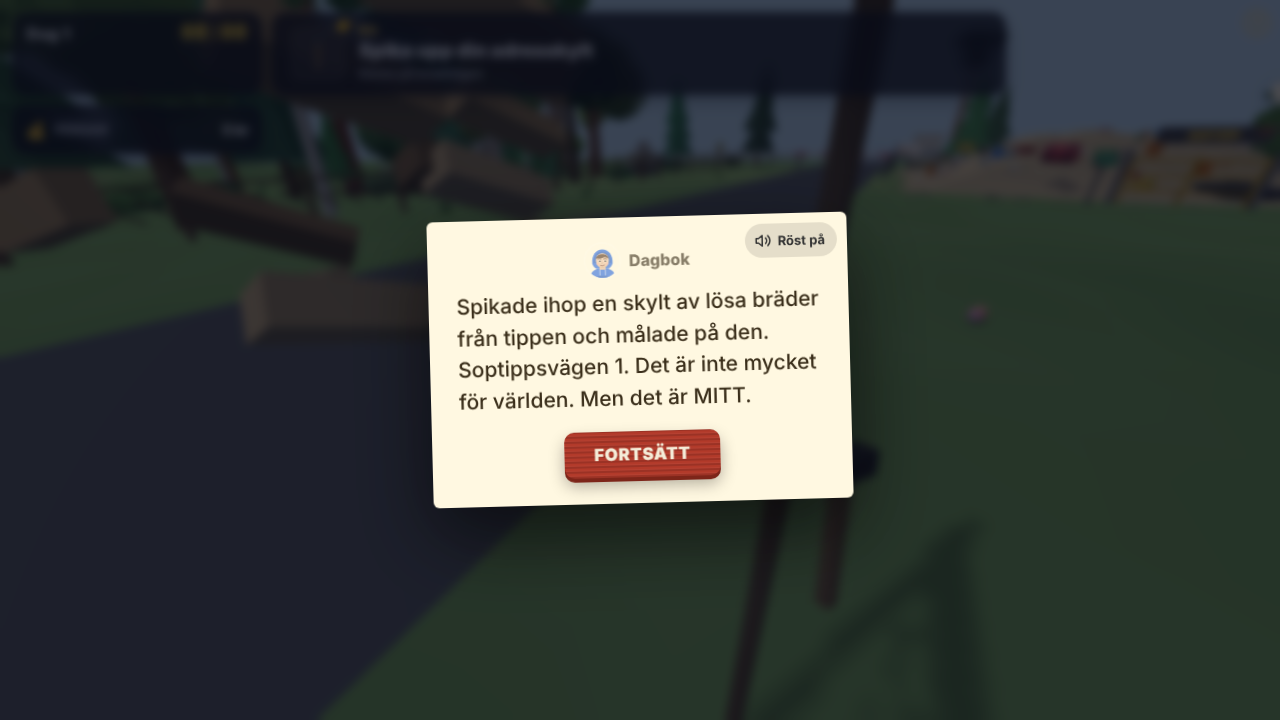 Röst på
Dagbok
Spikade ihop en skylt av lösa bräder
från tippen och målade på den.
Soptippsvägen 1. Det är inte mycket
för världen. Men det är MITT.
FORTSÄTT